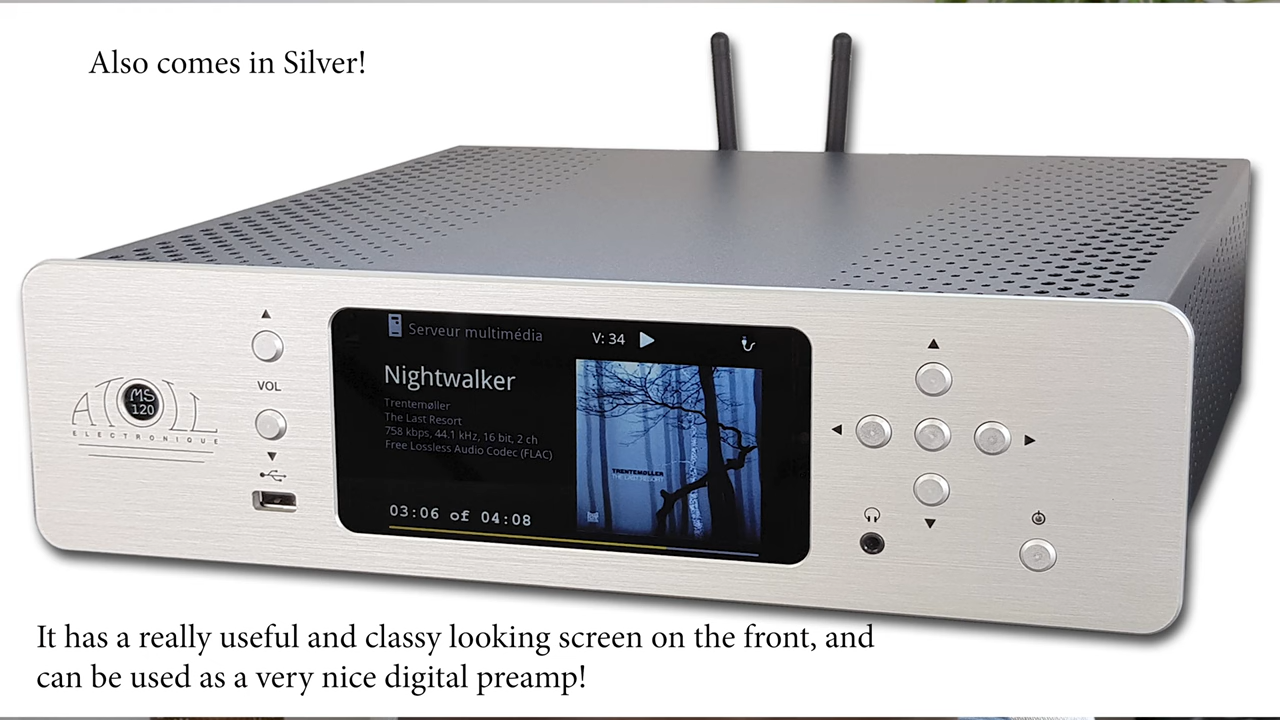 Also comes in Silver!
Serveur multimédia
V: 34
Nightwalker
Trentemøller
The Last Resort
758 kbps, 44.1 kHz, 16 bit, 2 ch
Free Lossless Audio Codec (FLAC)
TRENTEMØLLER
THE LAST RESORT
03:06 of 04:08
VOL
ATOLL
MS
120
ELECTRONIQUE
It has a really useful and classy looking screen on the front, and
can be used as a very nice digital preamp!